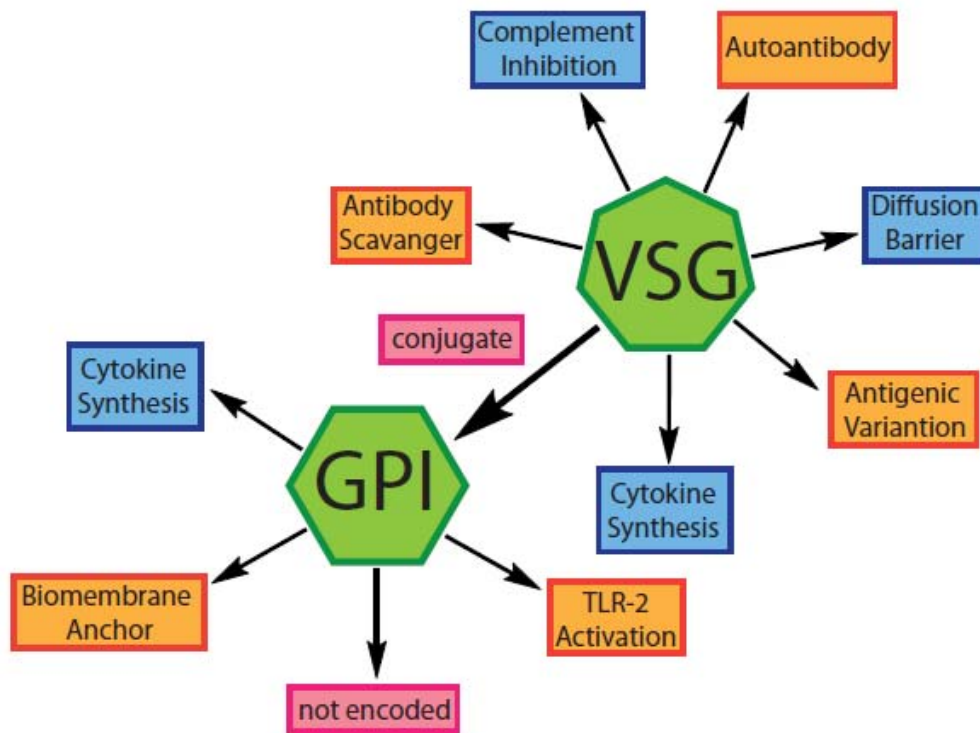 Complement
Inhibition
Autoantibody
Antibody
Scavanger
VSG
Diffusion
Barrier
conjugate
Cytokine
Synthesis
Antigenic
Variantion
GPI
Cytokine
Synthesis
Biomembrane
Anchor
TLR-2
Activation
not encoded